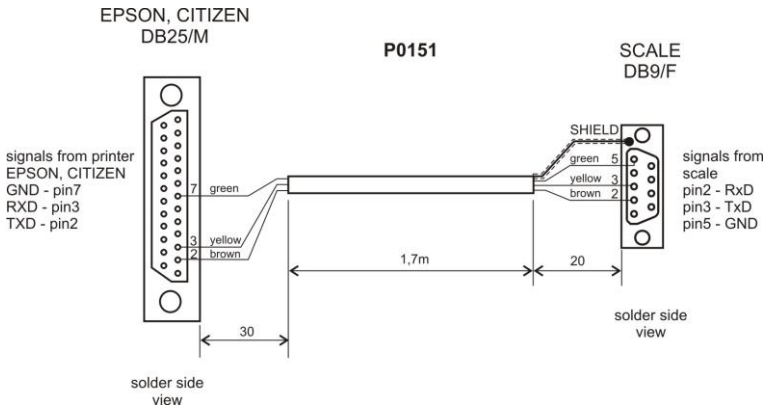 EPSON, CITIZEN
DB25/M
P0151
SCALE
DB9/F
signals from printer
EPSON, CITIZEN
GND - pin7
RXD - pin3
TXD - pin2
7 green
3 yellow
2 brown
SHIELD
green 5
yellow 3
brown 2
signals from
scale
pin2 - RxD
pin3 - TxD
pin5 - GND
1,7m
20
30
solder side
view
solder side
view